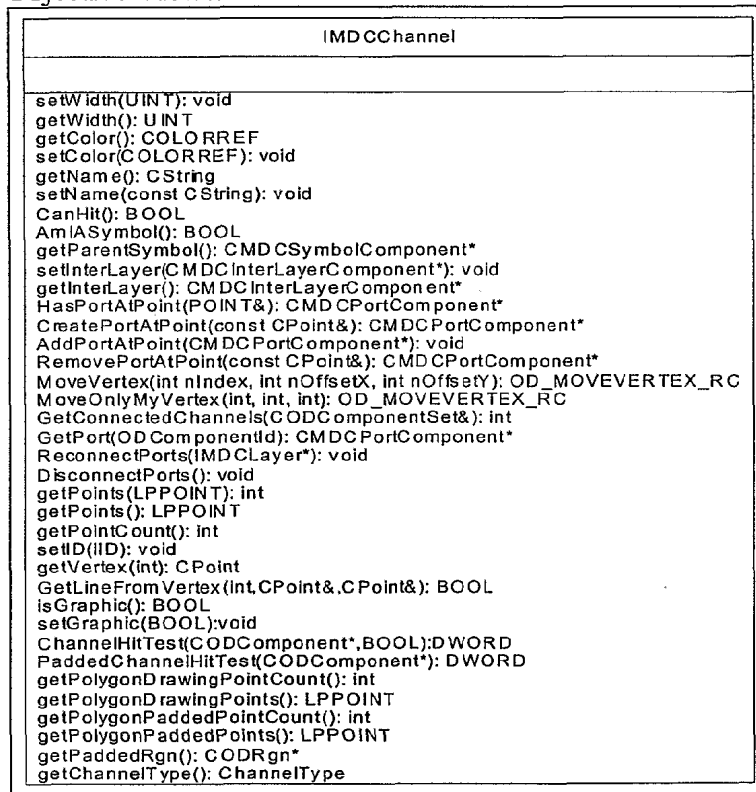 IMDCChannel
setWidth(UINT): void
getWidth(): UINT
getColor(): COLORREF
setColor(COLORREF): void
getName(): CString
setName(const CString): void
CanHit(): BOOL
AmIASymbol(): BOOL
getParentSymbol(): CMDCSymbolComponent*
setInterLayer(CMDCInterLayerComponent*): void
getInterLayer(): CMDCInterLayerComponent*
HasPortAtPoint(POINT&): CMDCPortComponent*
CreatePortAtPoint(const CPoint&): CMDCPortComponent*
AddPortAtPoint(CMDCPortComponent*): void
RemovePortAtPoint(const CPoint&): CMDCPortComponent*
MoveVertex(int nIndex, int nOffsetX, int nOffsetY): OD_MOVEVERTEX_RC
MoveOnlyMyVertex(int, int, int): OD_MOVEVERTEX_RC
GetConnectedChannels(CODComponentSet&): int
GetPort(ODComponentId): CMDCPortComponent*
ReconnectPorts(IMDCLayer*): void
DisconnectPorts(): void
getPoints(LPPOINT): int
getPoints(): LPPOINT
getPointCount(): int
setID(IID): void
getVertex(int): CPoint
GetLineFromVertex(int,CPoint&,CPoint&): BOOL
isGraphic(): BOOL
setGraphic(BOOL):void
ChannelHitTest(CODComponent*,BOOL):DWORD
PaddedChannelHitTest(CODComponent*): DWORD
getPolygonDrawingPointCount(): int
getPolygonDrawingPoints(): LPPOINT
getPolygonPaddedPointCount(): int
getPolygonPaddedPoints(): LPPOINT
getPaddedRgn(): CODRgn*
getChannelType(): ChannelType